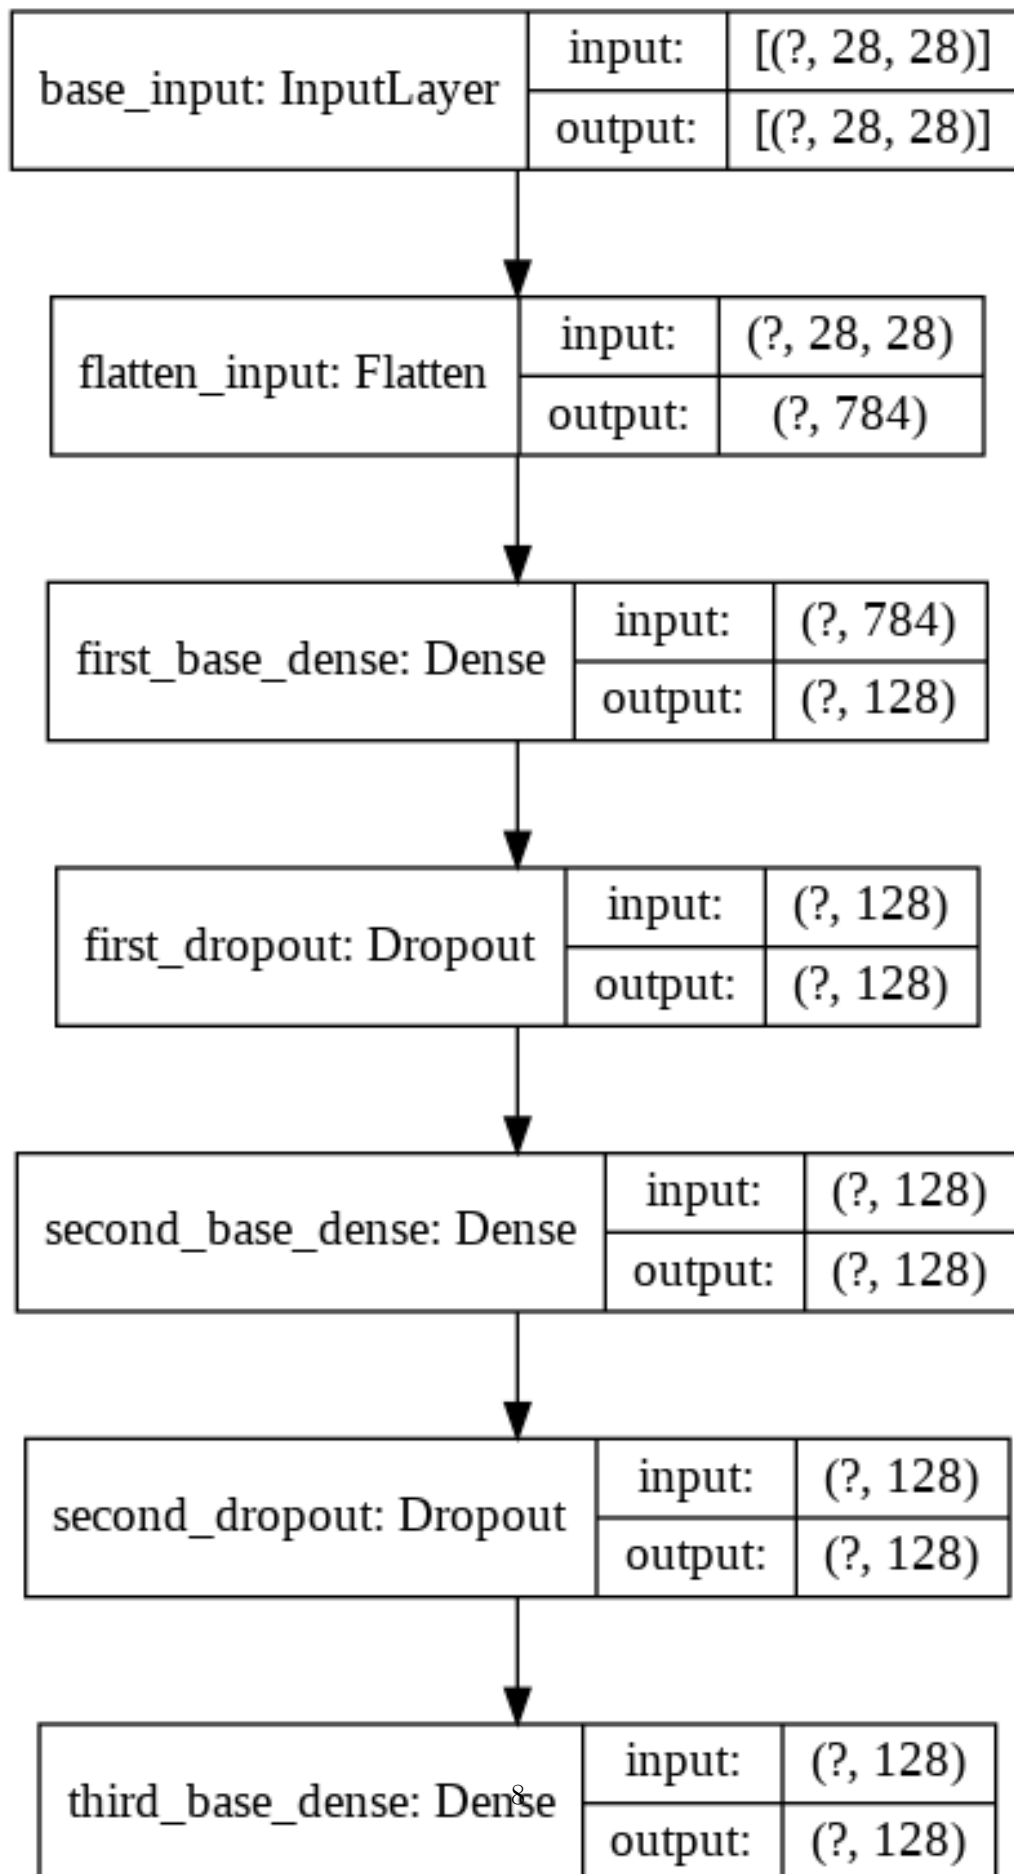 base_input: InputLayer
input:
[(?, 28, 28)]
output:
[(?, 28, 28)]
flatten_input: Flatten
input:
(?, 28, 28)
output:
(?, 784)
first_base_dense: Dense
input:
(?, 784)
output:
(?, 128)
first_dropout: Dropout
input:
(?, 128)
output:
(?, 128)
second_base_dense: Dense
input:
(?, 128)
output:
(?, 128)
second_dropout: Dropout
input:
(?, 128)
output:
(?, 128)
third_base_dense: Dense
input:
(?, 128)
output:
(?, 128)
8